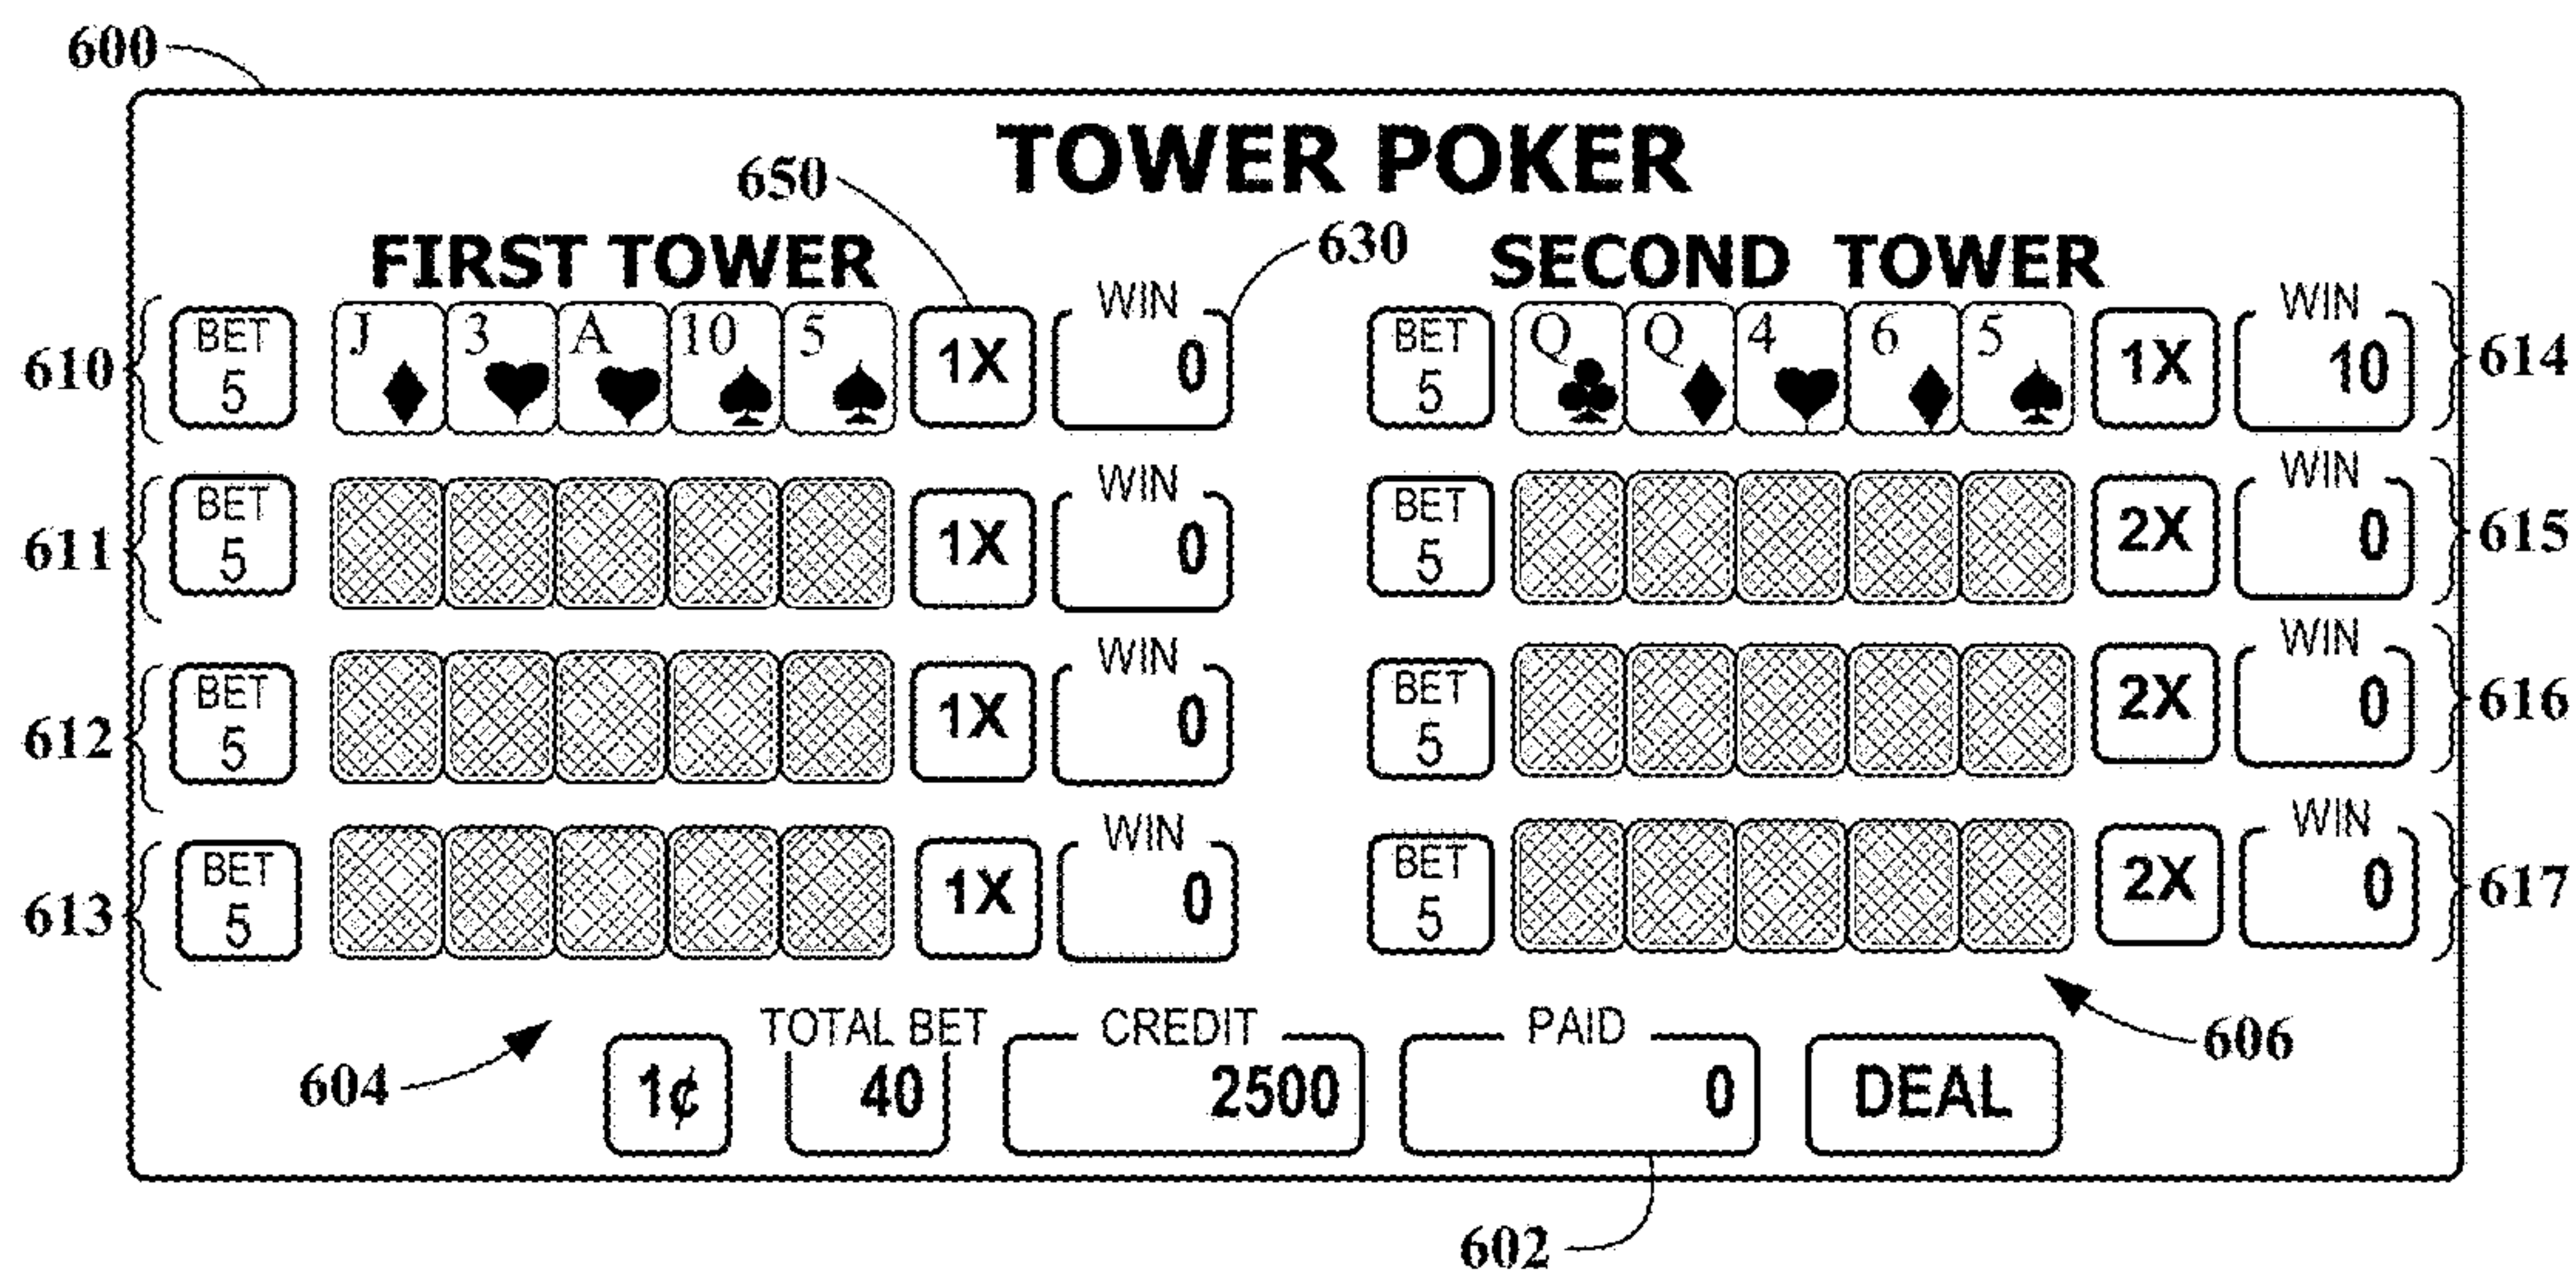 600
TOWER POKER
650
630
FIRST TOWER
SECOND TOWER
610 BET 5 J 3 A 10 5 1X WIN 0
BET 5 Q Q 4 6 5 1X WIN 10 614
611 BET 5 1X WIN 0
BET 5 2X WIN 0 615
612 BET 5 1X WIN 0
BET 5 2X WIN 0 616
613 BET 5 1X WIN 0
BET 5 2X WIN 0 617
604
606
1¢
TOTAL BET 40
CREDIT 2500
PAID 0
DEAL
602